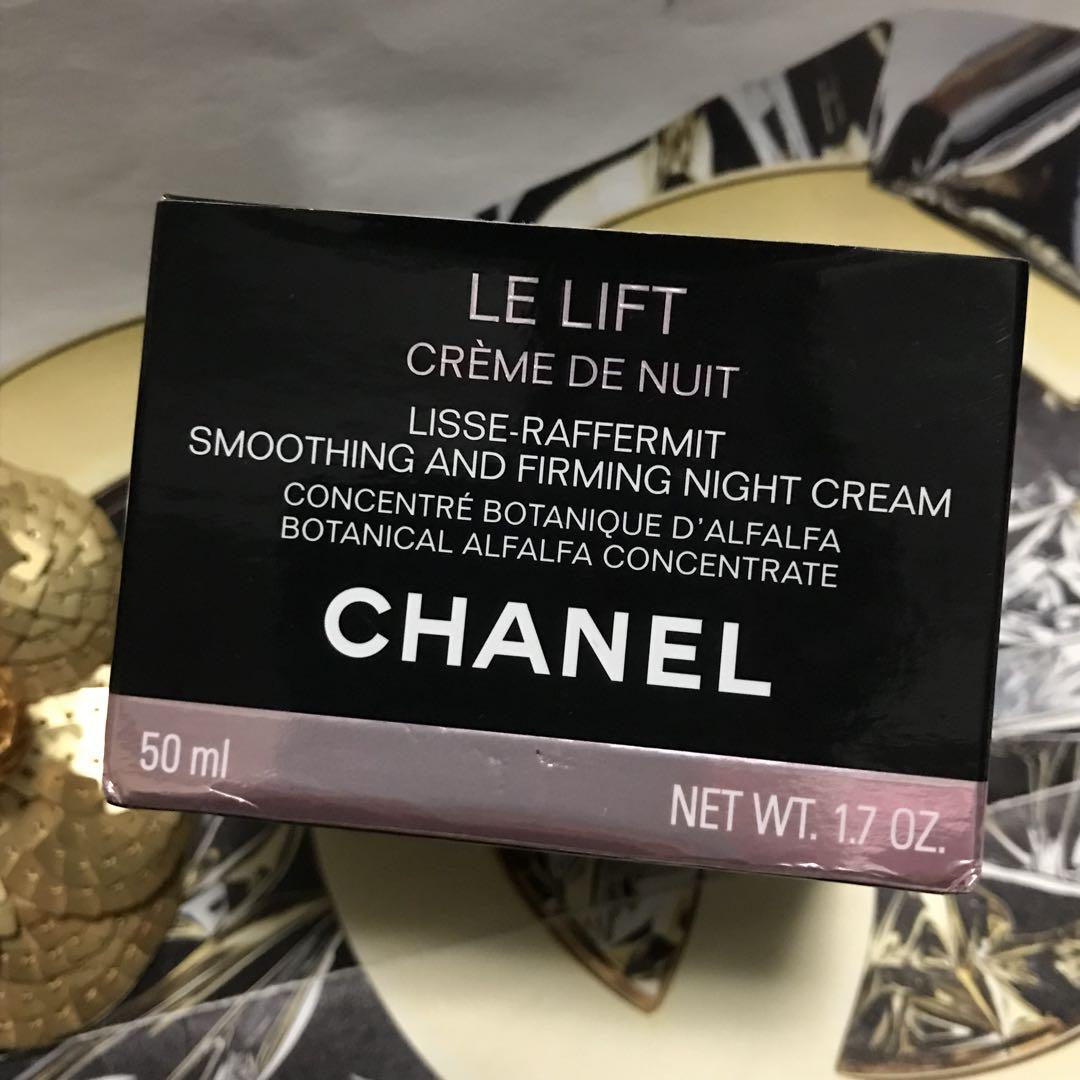 LE LIFT
CRÈME DE NUIT
LISSE-RAFFERMIT
SMOOTHING AND FIRMING NIGHT CREAM
CONCENTRÉ BOTANIQUE D'ALFALFA
BOTANICAL ALFALFA CONCENTRATE
CHANEL
50 ml
NET WT. 1.7 OZ.